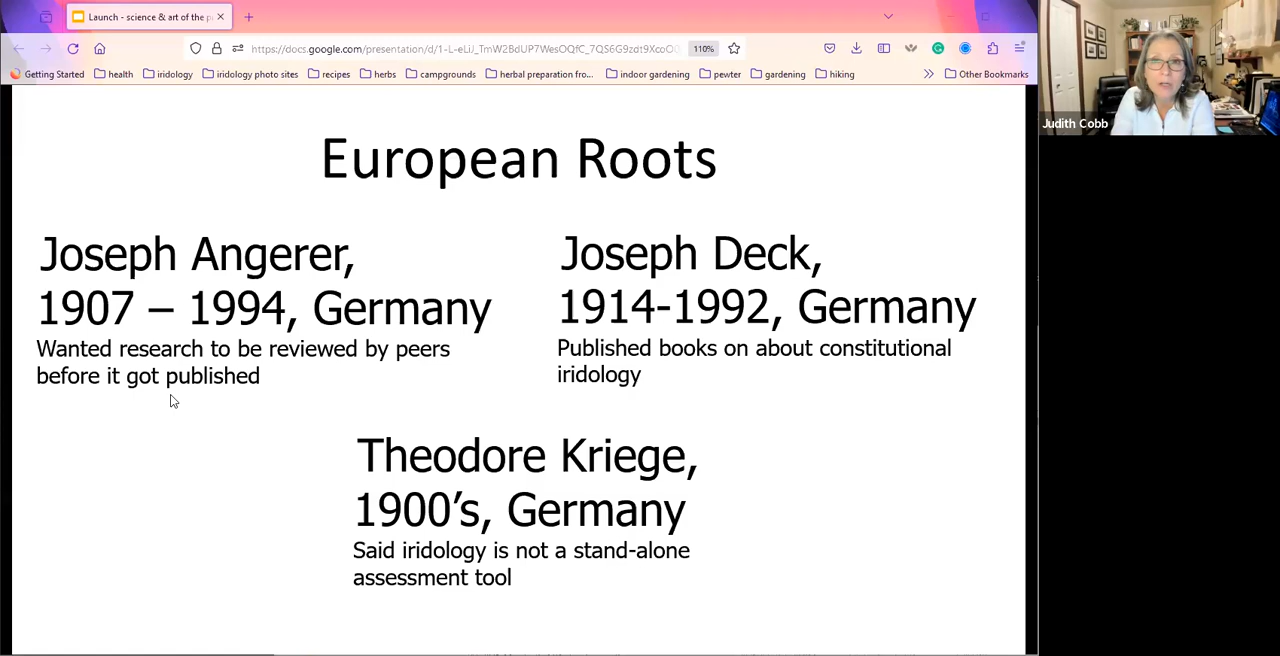 Launch - science & art of the p
https://docs.google.com/presentation/d/1-L-eLiJ_TmW2BdUP7WesOQfC_7QS6G9zdt9XcoO
110%
Getting Started health iridology iridology photo sites recipes herbs campgrounds herbal preparation fro... indoor gardening pewter gardening hiking Other Bookmarks
Judith Cobb
European Roots
Joseph Angerer,
1907 – 1994, Germany
Wanted research to be reviewed by peers
before it got published
Joseph Deck,
1914-1992, Germany
Published books on about constitutional
iridology
Theodore Kriege,
1900’s, Germany
Said iridology is not a stand-alone
assessment tool